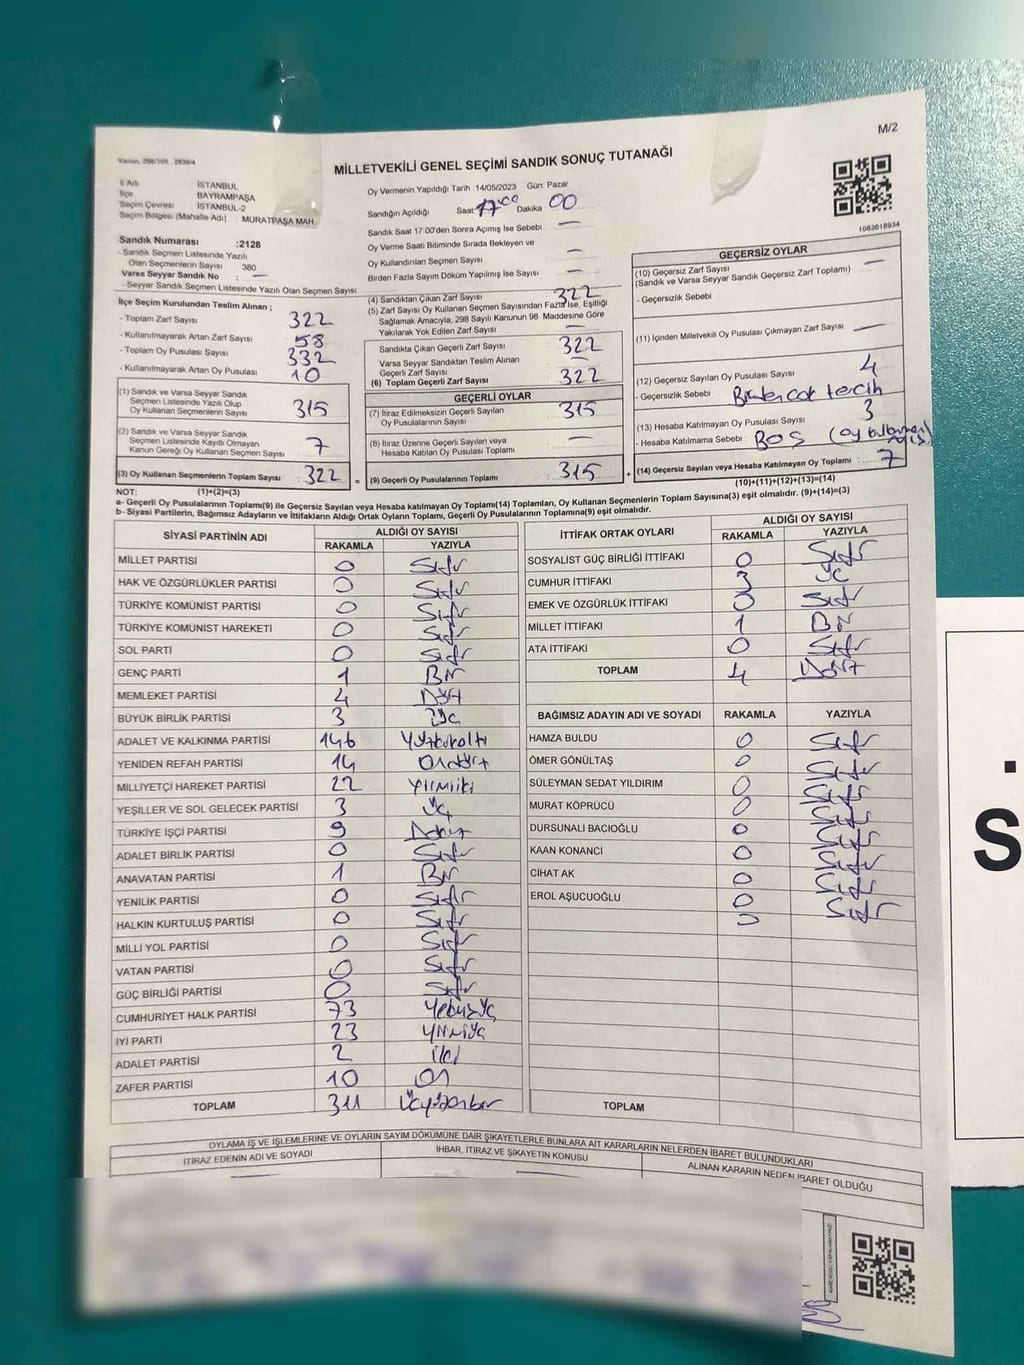 M/2
Kanun, 298/105 2839/4
MİLLETVEKİLİ GENEL SEÇİMİ SANDIK SONUÇ TUTANAĞI
İl Adı İSTANBUL
İlçe BAYRAMPAŞA
Seçim Çevresi İSTANBUL-2
Seçim Bölgesi (Mahalle Adı) MURATPAŞA MAH.
Oy Vermenin Yapıldığı Tarih : 14/05/2023 Gün: Pazar
Sandığın Açıldığı Saat: 17:00 Dakika 00
Sandık Saat 17:00'den Sonra Açımış İse Sebebi : —
Oy Verme Saati Bitiminde Sırada Bekleyen ve
Oy Kullandırılan Seçmen Sayısı : —
Birden Fazla Sayım Döküm Yapılmış İse Sayısı : —
1083618934
Sandık Numarası :2128
- Sandık Seçmen Listesinde Yazılı
Olan Seçmenlerin Sayısı 380
Varsa Seyyar Sandık No : —
- Seyyar Sandık Seçmen Listesinde Yazılı Olan Seçmen Sayısı:
İlçe Seçim Kurulundan Teslim Alınan ;
- Toplam Zarf Sayısı : 322
- Kullanılmayarak Artan Zarf Sayısı : 58
- Toplam Oy Pusulası Sayısı : 332
- Kullanılmayarak Artan Oy Pusulası : 10
(1) Sandık ve Varsa Seyyar Sandık
Seçmen Listesinde Yazılı Olup
Oy Kullanan Seçmenlerin Sayısı : 315
(2) Sandık ve Varsa Seyyar Sandık
Seçmen Listesinde Kayıtlı Olmayan
Kanun Gereği Oy Kullanan Seçmen Sayısı : 7
(3) Oy Kullanan Seçmenlerin Toplam Sayısı : 322
(4) Sandıktan Çıkan Zarf Sayısı : 322
(5) Zarf Sayısı Oy Kullanan Seçmen Sayısından Fazla İse, Eşitliği
Sağlamak Amacıyla; 298 Sayılı Kanunun 98 Maddesine Göre
Yakılarak Yok Edilen Zarf Sayısı : —
Sandıkta Çıkan Geçerli Zarf Sayısı : 322
Varsa Seyyar Sandıktan Teslim Alınan
Geçerli Zarf Sayısı : —
(6) Toplam Geçerli Zarf Sayısı : 322
GEÇERLİ OYLAR
(7) İtiraz Edilmeksizin Geçerli Sayılan
Oy Pusulalarının Sayısı : 315
(8) İtiraz Üzerine Geçerli Sayılan veya
Hesaba Katılan Oy Pusulası Toplamı : —
= (9) Geçerli Oy Pusulalarının Toplamı : 315 +
GEÇERSİZ OYLAR
(10) Geçersiz Zarf Sayısı : —
(Sandık ve Varsa Seyyar Sandık Geçersiz Zarf Toplamı)
- Geçersizlik Sebebi :
(11) İçinden Milletvekili Oy Pusulası Çıkmayan Zarf Sayısı : —
(12) Geçersiz Sayılan Oy Pusulası Sayısı : 4
- Geçersizlik Sebebi : Birden çok tercih
(13) Hesaba Katılmayan Oy Pusulası Sayısı : 3
- Hesaba Katılmama Sebebi : BOŞ
(14) Geçersiz Sayılan veya Hesaba Katılmayan Oy Toplamı : 7
NOT: (1)+(2)=(3)
(10)+(11)+(12)+(13)=(14)
a- Geçerli Oy Pusulalarının Toplamı(9) ile Geçersiz Sayılan veya Hesaba katılmayan Oy Toplamı(14) Toplamları, Oy Kullanan Seçmenlerin Toplam Sayısına(3) eşit olmalıdır. (9)+(14)=(3)
b- Siyasi Partilerin, Bağımsız Adayların ve İttifakların Aldığı Ortak Oyların Toplamı, Geçerli Oy Pusulalarının Toplamına(9) eşit olmalıdır.
SİYASİ PARTİNİN ADI ALDIĞI OY SAYISI
RAKAMLA YAZIYLA
MİLLET PARTİSİ 0 Sıfır
HAK VE ÖZGÜRLÜKLER PARTİSİ 0 Sıfır
TÜRKİYE KOMÜNİST PARTİSİ 0 Sıfır
TÜRKİYE KOMÜNİST HAREKETİ 0 Sıfır
SOL PARTİ 0 Sıfır
GENÇ PARTİ 1 Bir
MEMLEKET PARTİSİ 4 Dört
BÜYÜK BİRLİK PARTİSİ 3 Üç
ADALET VE KALKINMA PARTİSİ 146 Yüzkırkaltı
YENİDEN REFAH PARTİSİ 14 Ondört
MİLLİYETÇİ HAREKET PARTİSİ 22 Yirmiiki
YEŞİLLER VE SOL GELECEK PARTİSİ 3 Üç
TÜRKİYE İŞÇİ PARTİSİ 9 Dokuz
ADALET BİRLİK PARTİSİ 0 Sıfır
ANAVATAN PARTİSİ 1 Bir
YENİLİK PARTİSİ 0 Sıfır
HALKIN KURTULUŞ PARTİSİ 0 Sıfır
MİLLİ YOL PARTİSİ 0 Sıfır
VATAN PARTİSİ 0 Sıfır
GÜÇ BİRLİĞİ PARTİSİ 0 Sıfır
CUMHURİYET HALK PARTİSİ 73 Yetmişüç
İYİ PARTİ 23 Yirmiüç
ADALET PARTİSİ 2 iki
ZAFER PARTİSİ 10 On
TOPLAM 311 Üçyüzonbir
İTTİFAK ORTAK OYLARI ALDIĞI OY SAYISI
RAKAMLA YAZIYLA
SOSYALİST GÜÇ BİRLİĞİ İTTİFAKI 0 Sıfır
CUMHUR İTTİFAKI 3 üç
EMEK VE ÖZGÜRLÜK İTTİFAKI 0 Sıfır
MİLLET İTTİFAKI 1 Bir
ATA İTTİFAKI 0 Sıfır
TOPLAM 4 Dört
BAĞIMSIZ ADAYIN ADI VE SOYADI RAKAMLA YAZIYLA
HAMZA BULDU 0 Sıfır
ÖMER GÖNÜLTAŞ 0 Sıfır
SÜLEYMAN SEDAT YILDIRIM 0 Sıfır
MURAT KÖPRÜCÜ 0 Sıfır
DURSUNALİ BACIOĞLU 0 Sıfır
KAAN KONANCİ 0 Sıfır
CİHAT AK 0 Sıfır
EROL AŞUCUOĞLU 0 Sıfır
0
TOPLAM
OYLAMA İŞ VE İŞLEMLERİNE VE OYLARIN SAYIM DÖKÜMÜNE DAİR ŞİKAYETLERLE BUNLARA AİT KARARLARIN NELERDEN İBARET BULUNDUKLARI
İTİRAZ EDENİN ADI VE SOYADI İHBAR, İTİRAZ VE ŞİKAYETİN KONUSU ALINAN KARARIN NEDEN İBARET OLDUĞU
S